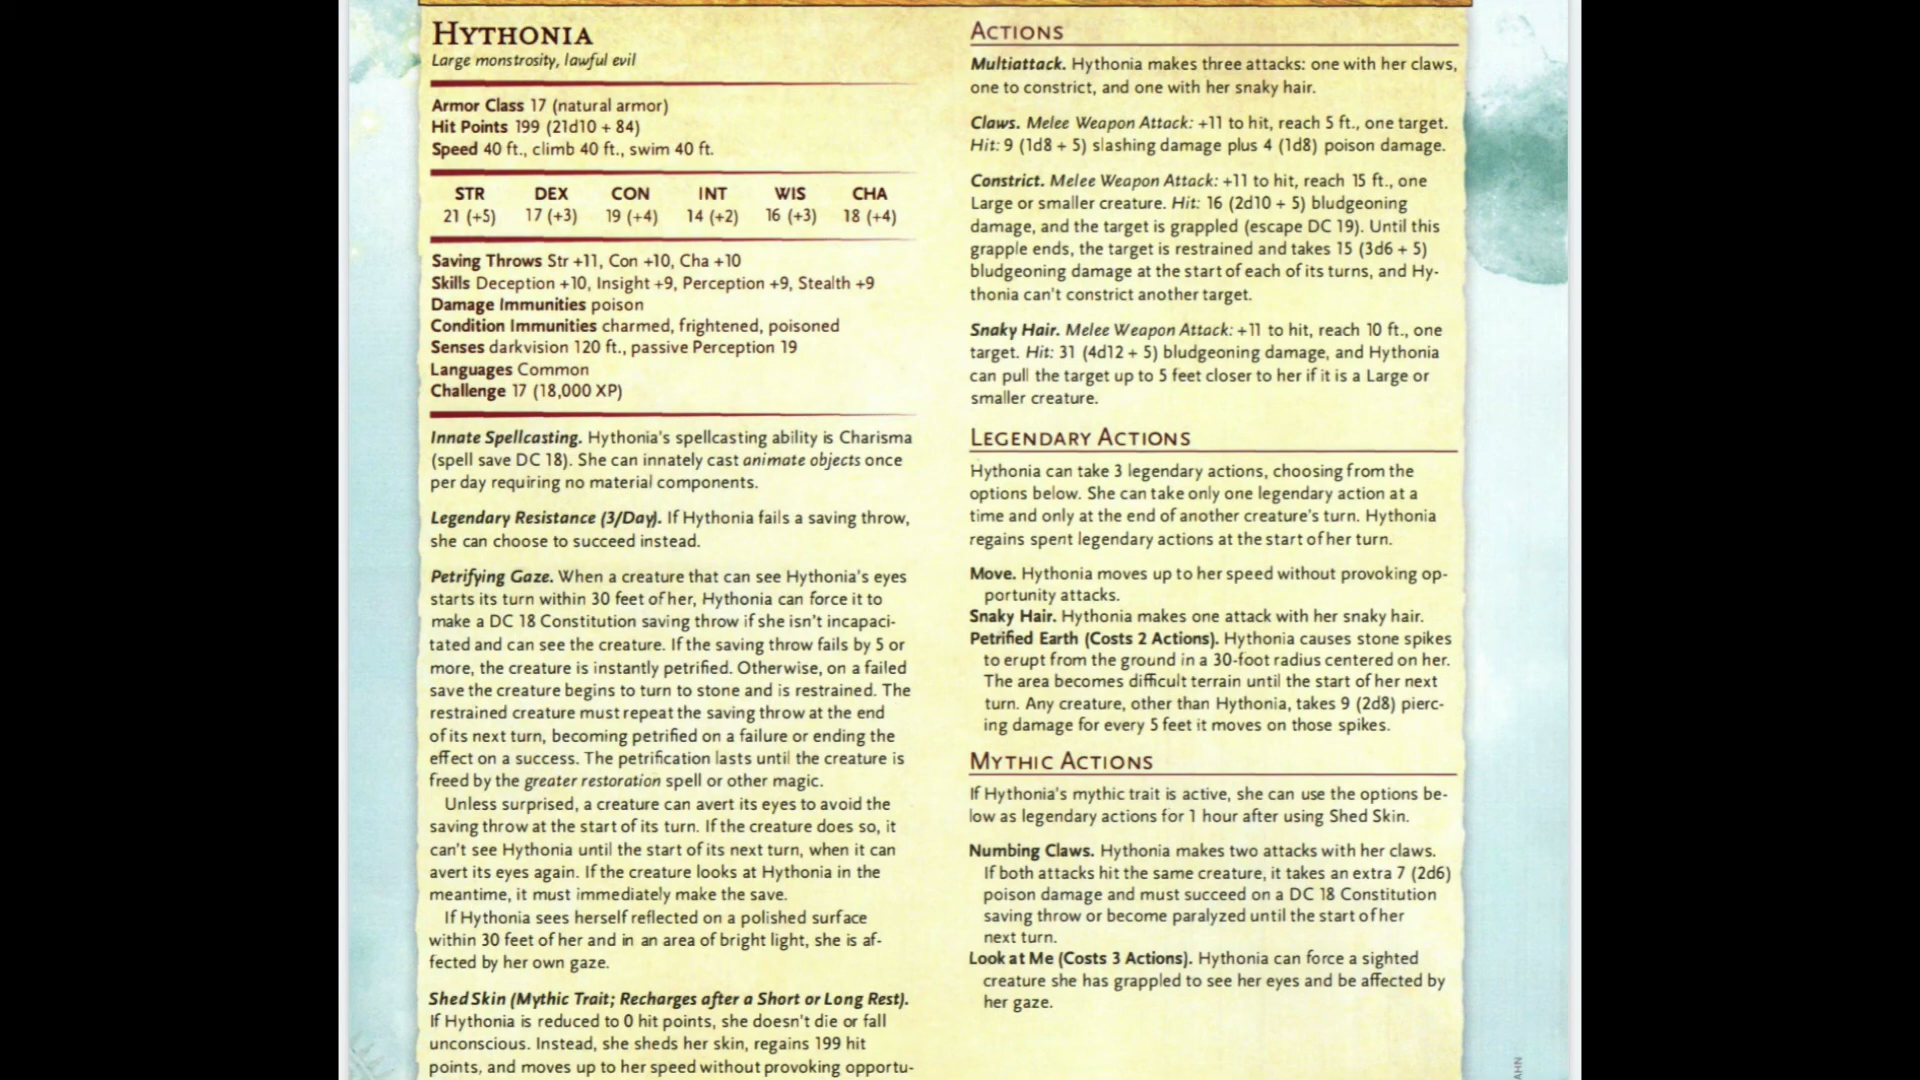 HYTHONIA
Large monstrosity, lawful evil
Armor Class 17 (natural armor)
Hit Points 199 (21d10 + 84)
Speed 40 ft., climb 40 ft., swim 40 ft.
STR DEX CON INT WIS CHA
21 (+5) 17 (+3) 19 (+4) 14 (+2) 16 (+3) 18 (+4)
Saving Throws Str +11, Con +10, Cha +10
Skills Deception +10, Insight +9, Perception +9, Stealth +9
Damage Immunities poison
Condition Immunities charmed, frightened, poisoned
Senses darkvision 120 ft., passive Perception 19
Languages Common
Challenge 17 (18,000 XP)
Innate Spellcasting. Hythonia's spellcasting ability is Charisma
(spell save DC 18). She can innately cast animate objects once
per day requiring no material components.
Legendary Resistance (3/Day). If Hythonia fails a saving throw,
she can choose to succeed instead.
Petrifying Gaze. When a creature that can see Hythonia's eyes
starts its turn within 30 feet of her, Hythonia can force it to
make a DC 18 Constitution saving throw if she isn't incapaci-
tated and can see the creature. If the saving throw fails by 5 or
more, the creature is instantly petrified. Otherwise, on a failed
save the creature begins to turn to stone and is restrained. The
restrained creature must repeat the saving throw at the end
of its next turn, becoming petrified on a failure or ending the
effect on a success. The petrification lasts until the creature is
freed by the greater restoration spell or other magic.
Unless surprised, a creature can avert its eyes to avoid the
saving throw at the start of its turn. If the creature does so, it
can't see Hythonia until the start of its next turn, when it can
avert its eyes again. If the creature looks at Hythonia in the
meantime, it must immediately make the save.
If Hythonia sees herself reflected on a polished surface
within 30 feet of her and in an area of bright light, she is af-
fected by her own gaze.
Shed Skin (Mythic Trait; Recharges after a Short or Long Rest).
If Hythonia is reduced to 0 hit points, she doesn't die or fall
unconscious. Instead, she sheds her skin, regains 199 hit
points, and moves up to her speed without provoking opportu-
ACTIONS
Multiattack. Hythonia makes three attacks: one with her claws,
one to constrict, and one with her snaky hair.
Claws. Melee Weapon Attack: +11 to hit, reach 5 ft., one target.
Hit: 9 (1d8 + 5) slashing damage plus 4 (1d8) poison damage.
Constrict. Melee Weapon Attack: +11 to hit, reach 15 ft., one
Large or smaller creature. Hit: 16 (2d10 + 5) bludgeoning
damage, and the target is grappled (escape DC 19). Until this
grapple ends, the target is restrained and takes 15 (3d6 + 5)
bludgeoning damage at the start of each of its turns, and Hy-
thonia can't constrict another target.
Snaky Hair. Melee Weapon Attack: +11 to hit, reach 10 ft., one
target. Hit: 31 (4d12 + 5) bludgeoning damage, and Hythonia
can pull the target up to 5 feet closer to her if it is a Large or
smaller creature.
LEGENDARY ACTIONS
Hythonia can take 3 legendary actions, choosing from the
options below. She can take only one legendary action at a
time and only at the end of another creature's turn. Hythonia
regains spent legendary actions at the start of her turn.
Move. Hythonia moves up to her speed without provoking op-
portunity attacks.
Snaky Hair. Hythonia makes one attack with her snaky hair.
Petrified Earth (Costs 2 Actions). Hythonia causes stone spikes
to erupt from the ground in a 30-foot radius centered on her.
The area becomes difficult terrain until the start of her next
turn. Any creature, other than Hythonia, takes 9 (2d8) pierc-
ing damage for every 5 feet it moves on those spikes.
MYTHIC ACTIONS
If Hythonia's mythic trait is active, she can use the options be-
low as legendary actions for 1 hour after using Shed Skin.
Numbing Claws. Hythonia makes two attacks with her claws.
If both attacks hit the same creature, it takes an extra 7 (2d6)
poison damage and must succeed on a DC 18 Constitution
saving throw or become paralyzed until the start of her
next turn.
Look at Me (Costs 3 Actions). Hythonia can force a sighted
creature she has grappled to see her eyes and be affected by
her gaze.
AHN